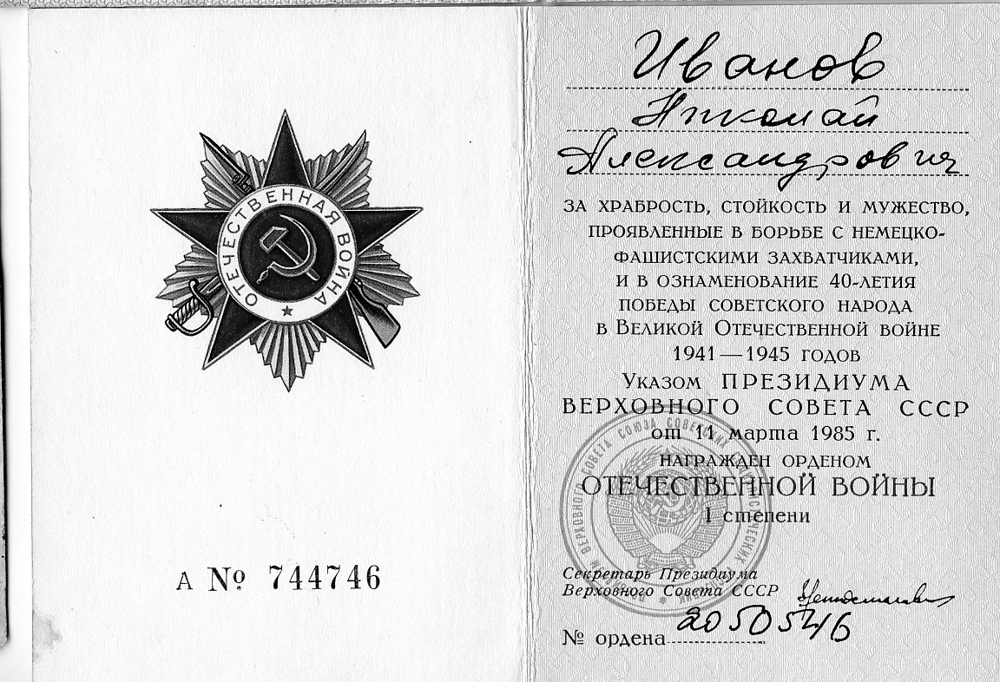 ОТЕЧЕСТВЕННАЯ ВОЙНА
А № 744746
Иванов
Николай
Александрович
ЗА ХРАБРОСТЬ, СТОЙКОСТЬ И МУЖЕСТВО,
ПРОЯВЛЕННЫЕ В БОРЬБЕ С НЕМЕЦКО-
ФАШИСТСКИМИ ЗАХВАТЧИКАМИ,
И В ОЗНАМЕНОВАНИЕ 40-ЛЕТИЯ
ПОБЕДЫ СОВЕТСКОГО НАРОДА
В ВЕЛИКОЙ ОТЕЧЕСТВЕННОЙ ВОЙНЕ
1941—1945 ГОДОВ
УКАЗОМ ПРЕЗИДИУМА
ВЕРХОВНОГО СОВЕТА СССР
от 11 марта 1985 г.
НАГРАЖДЕН ОРДЕНОМ
ОТЕЧЕСТВЕННОЙ ВОЙНЫ
I степени
Секретарь Президиума
Верховного Совета СССР
№ ордена 2050546